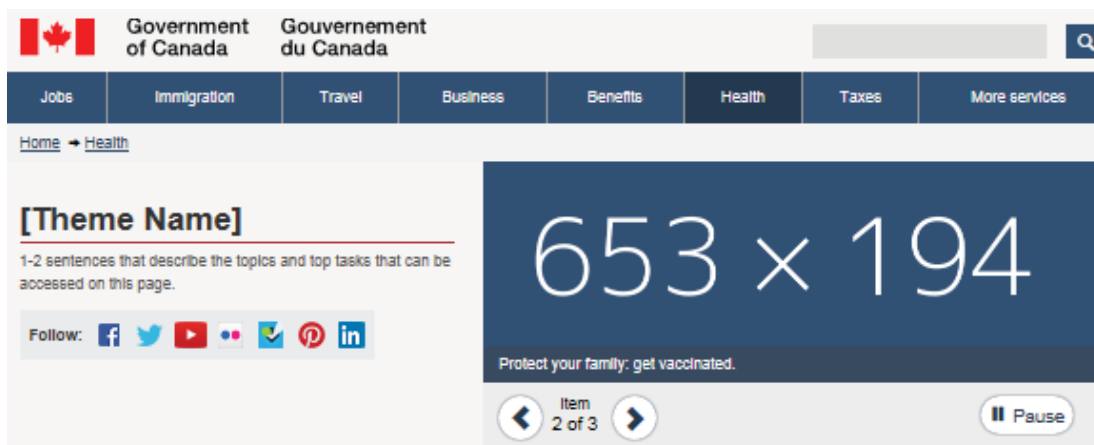 Government Gouvernement
of Canada du Canada
Jobs Immigration Travel Business Benefits Health Taxes More services
Home → Health
[Theme Name]
1-2 sentences that describe the topics and top tasks that can be
accessed on this page.
Follow:
653 × 194
Protect your family: get vaccinated.
Item
2 of 3
Pause